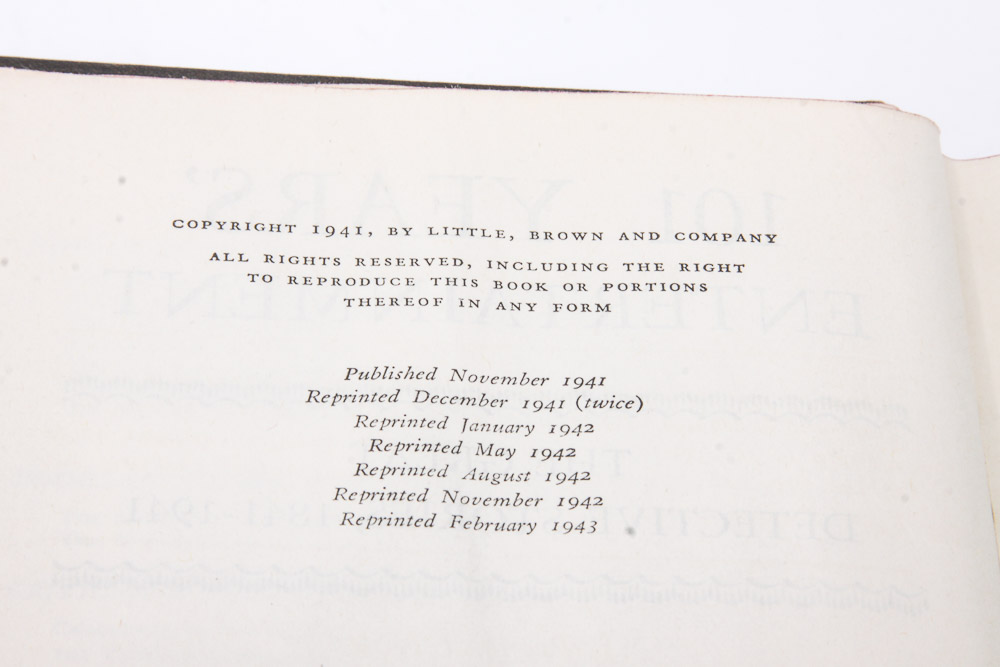 COPYRIGHT 1941, BY LITTLE, BROWN AND COMPANY
ALL RIGHTS RESERVED, INCLUDING THE RIGHT
TO REPRODUCE THIS BOOK OR PORTIONS
THEREOF IN ANY FORM
Published November 1941
Reprinted December 1941 (twice)
Reprinted January 1942
Reprinted May 1942
Reprinted August 1942
Reprinted November 1942
Reprinted February 1943